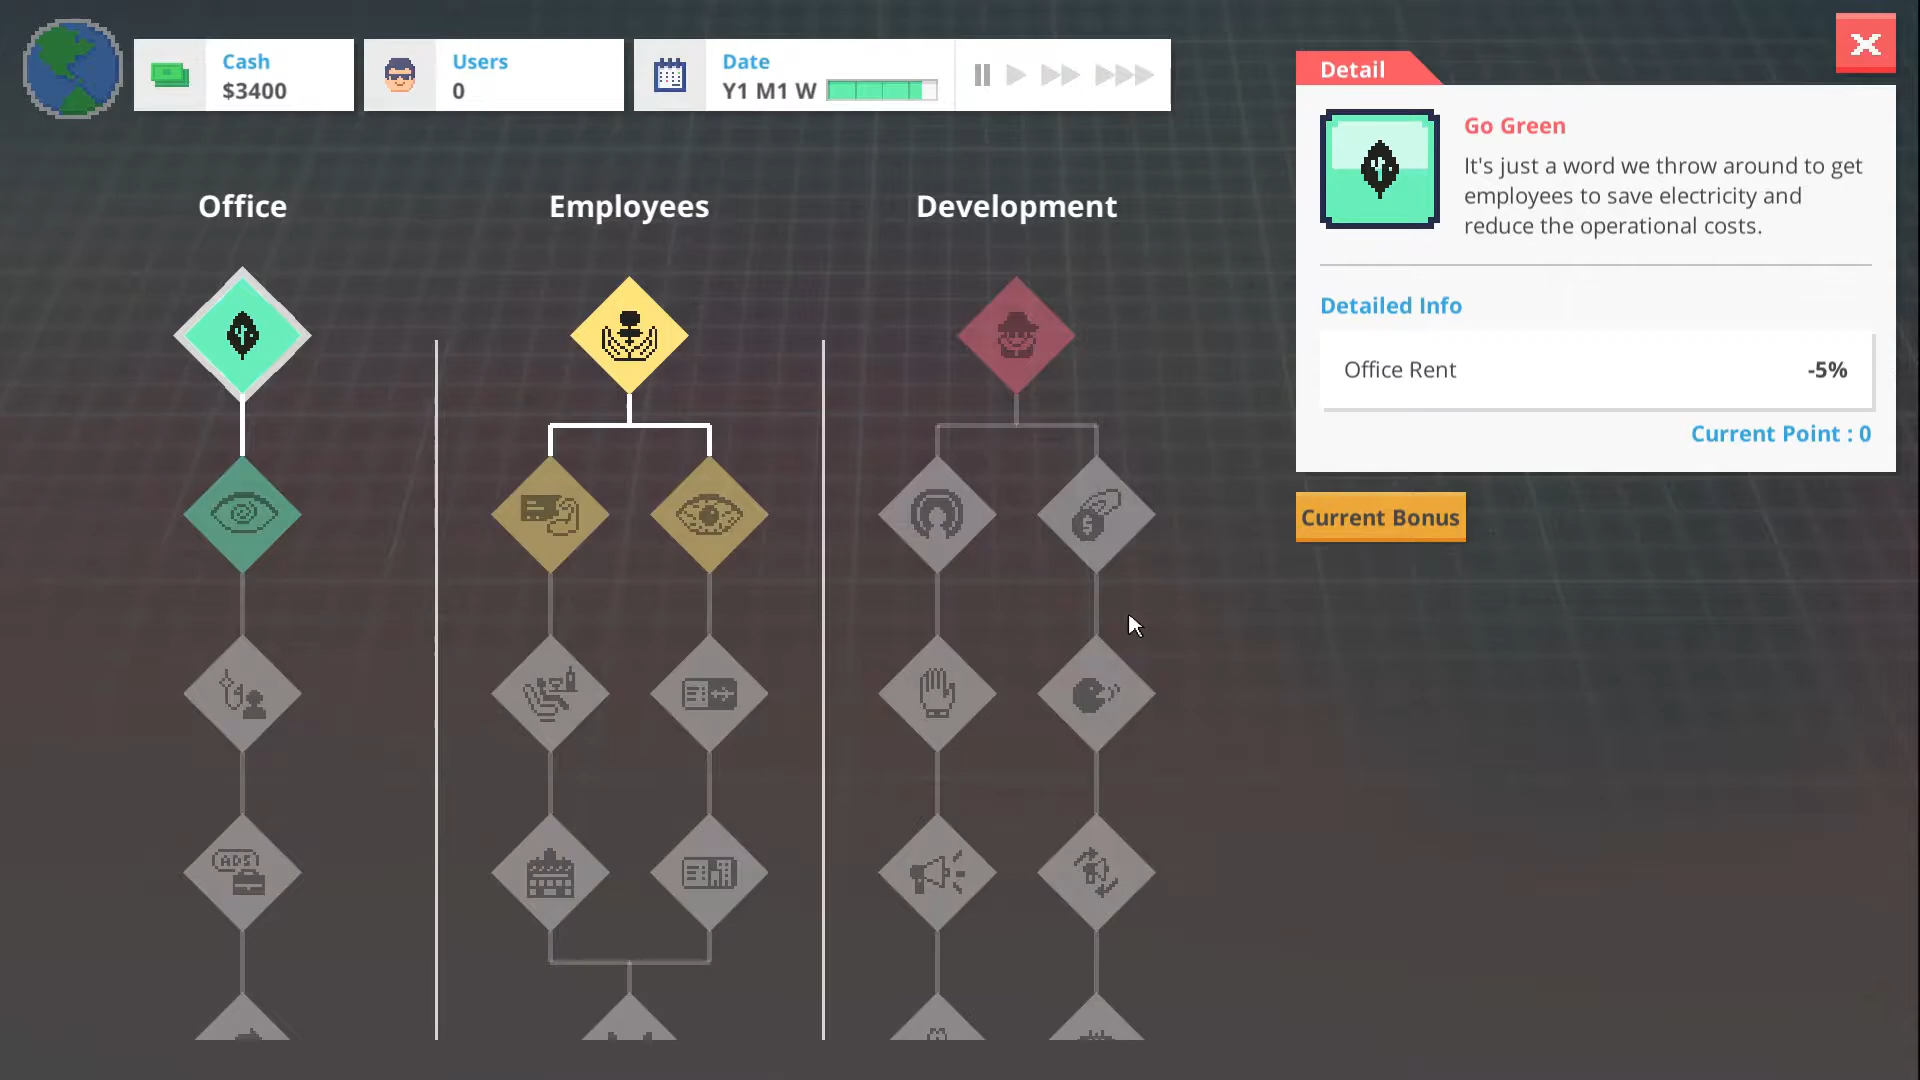 Cash
$3400
Users
0
Date
Y1 M1 W
Detail
Go Green
It's just a word we throw around to get
employees to save electricity and
reduce the operational costs.
Detailed Info
Office Rent
-5%
Current Point : 0
Current Bonus
Office
Employees
Development
ADS